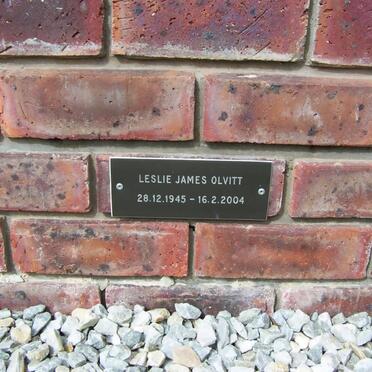 LESLIE JAMES OLVITT
28.12.1945 - 16.2.2004